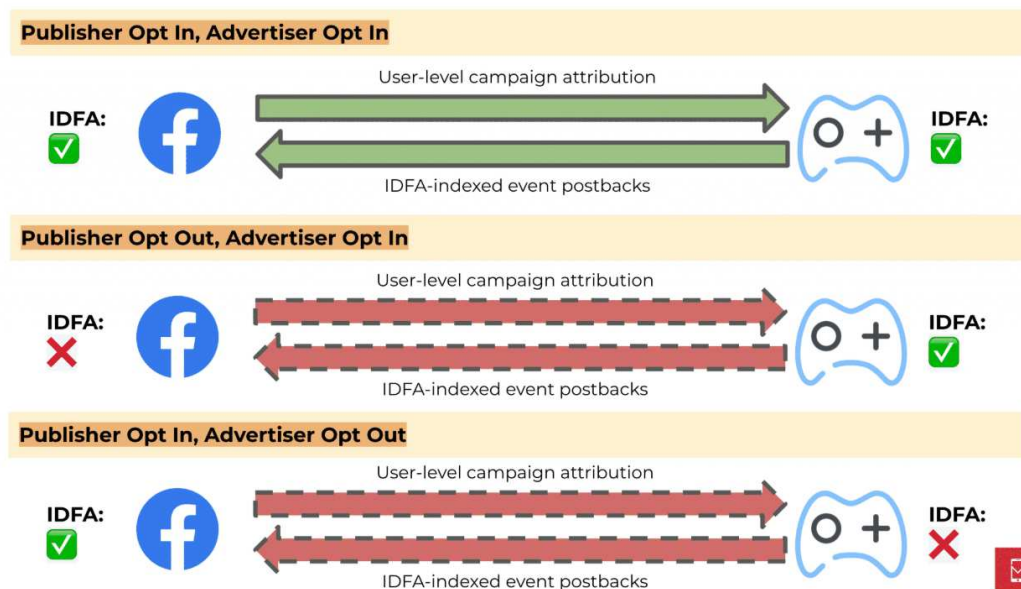 Publisher Opt In, Advertiser Opt In
User-level campaign attribution
IDFA:
IDFA:
IDFA-indexed event postbacks
Publisher Opt Out, Advertiser Opt In
User-level campaign attribution
IDFA:
IDFA:
IDFA-indexed event postbacks
Publisher Opt In, Advertiser Opt Out
User-level campaign attribution
IDFA:
IDFA:
IDFA-indexed event postbacks